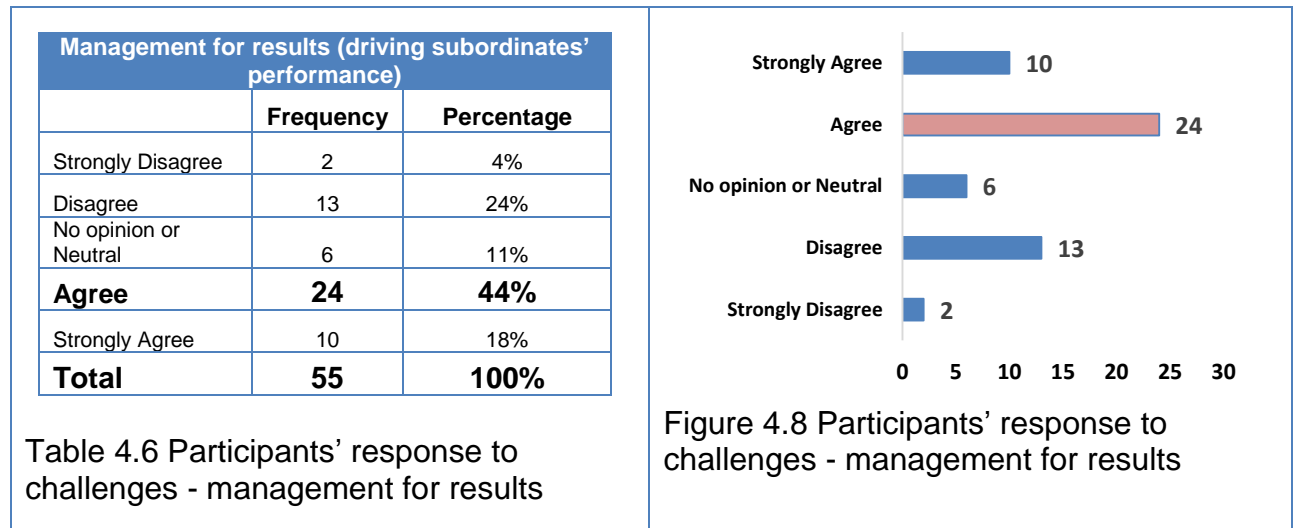 Management for results (driving subordinates'
performance)
Frequency Percentage
Strongly Disagree 2 4%
Disagree 13 24%
No opinion or
Neutral 6 11%
Agree 24 44%
Strongly Agree 10 18%
Total 55 100%
Table 4.6 Participants' response to
challenges - management for results
Strongly Agree 10
Agree 24
No opinion or Neutral 6
Disagree 13
Strongly Disagree 2
0 5 10 15 20 25 30
Figure 4.8 Participants' response to
challenges - management for results